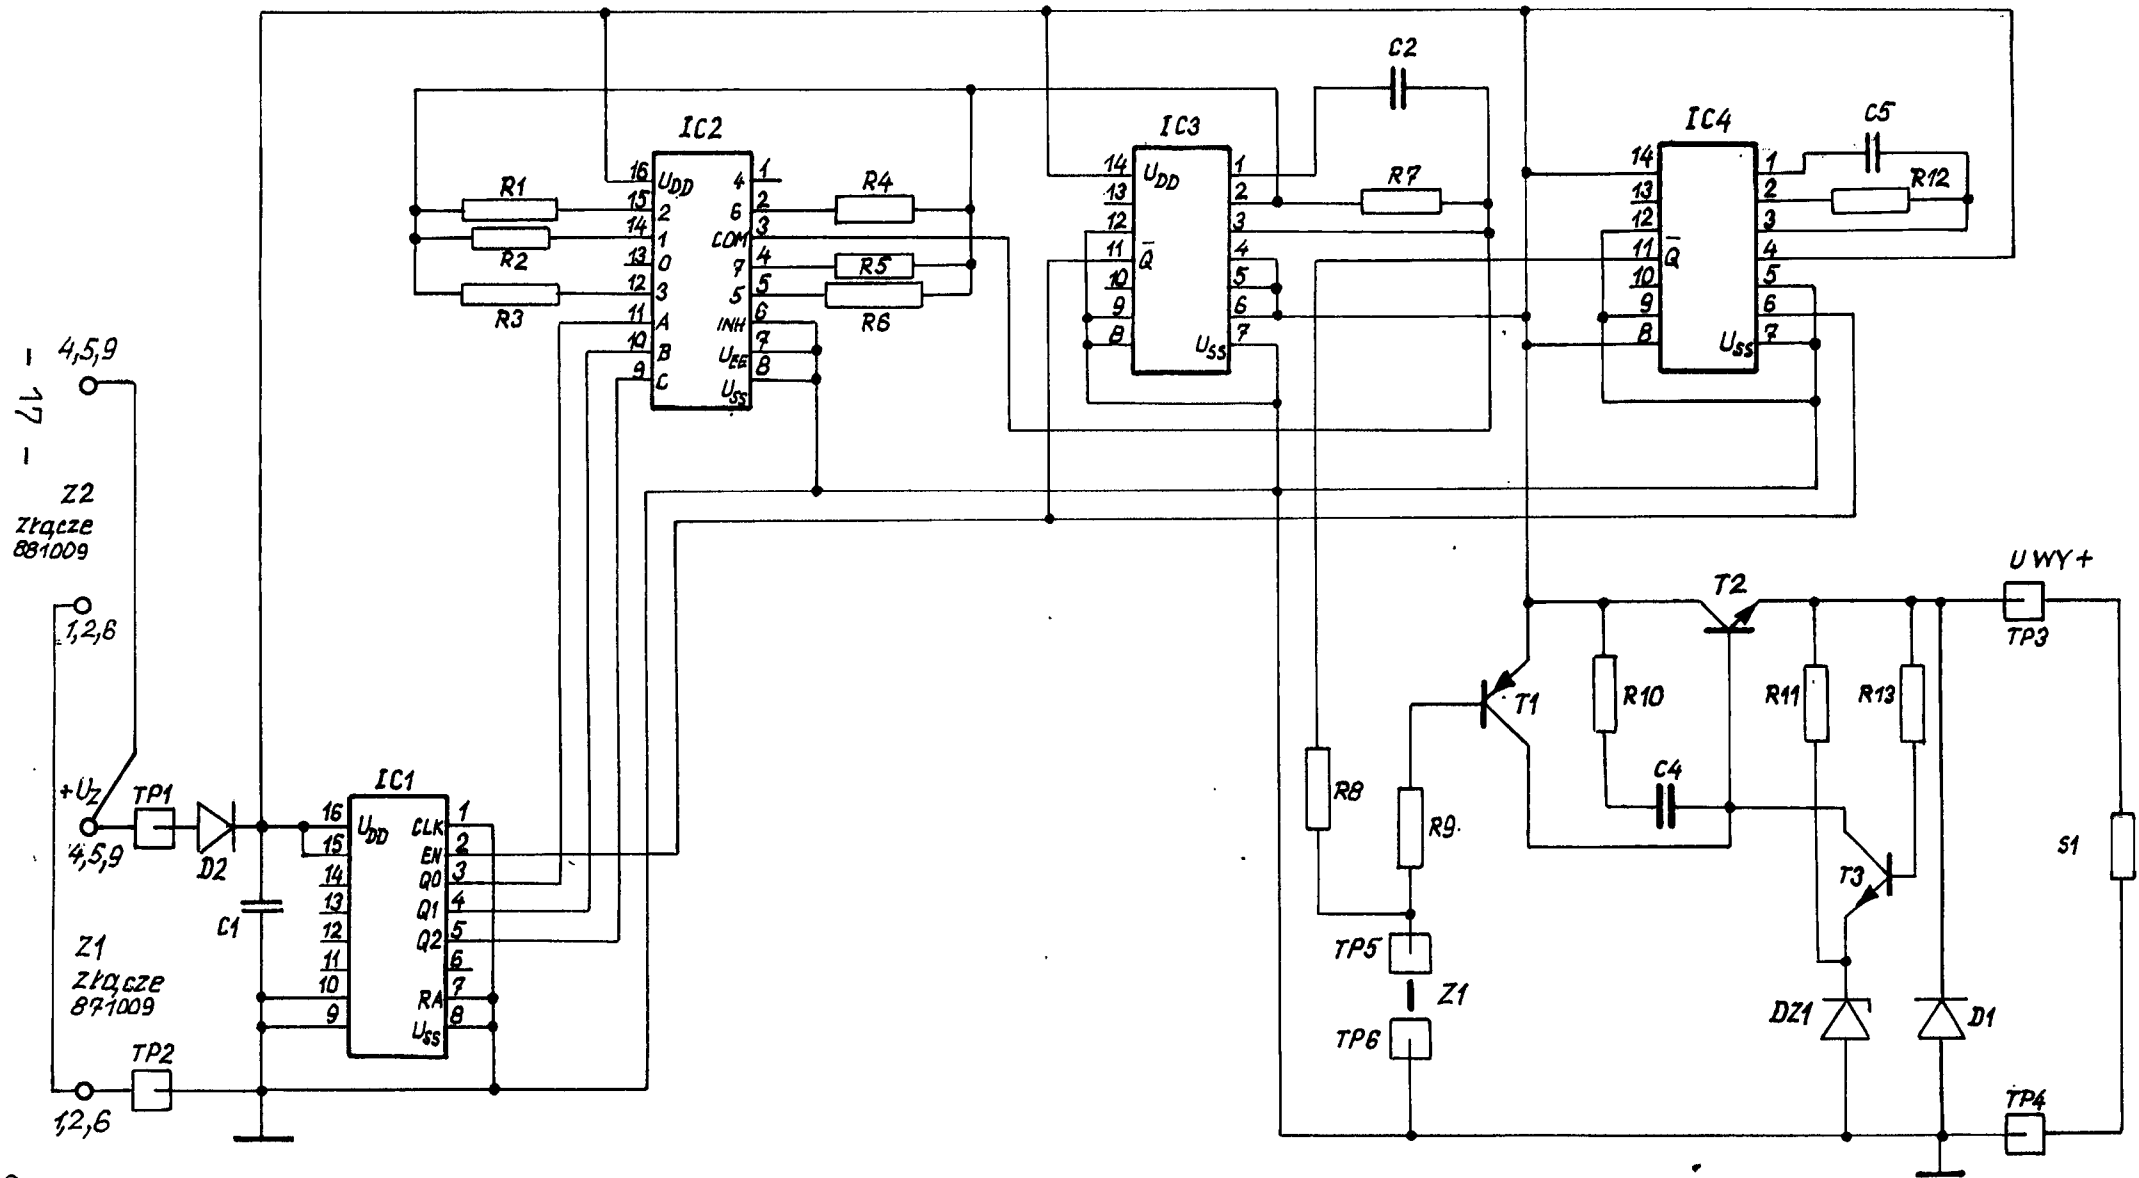 - 17 -
4,5,9
Z2
złącze
881009
1,2,6
+UZ
4,5,9
TP1
D2
C1
Z1
złącze
871009
TP2
1,2,6
IC1
16 UDD CLK 1
15 EN 2
14 Q0 3
13 Q1 4
12 Q2 5
11 6
10 RA 7
9 USS 8
R1
R2
R3
IC2
16 UDD 4 1
15 2 6 2
14 1 COM 3
13 0 7 4
12 3 5 5
11 A INH 6
10 B UEE 7
9 C USS 8
R4
R5
R6
IC3
14 UDD 1
13 2
12 3
11 Q̅ 4
10 5
9 6
8 USS 7
C2
R7
IC4
14 1
13 2
12 3
11 Q̅ 4
10 5
9 6
8 USS 7
C5
R12
U WY+
T2
TP3
T1
R10
R11
R13
C4
R8
R9
T3
S1
TP5
Z1
TP6
DZ1
D1
TP4